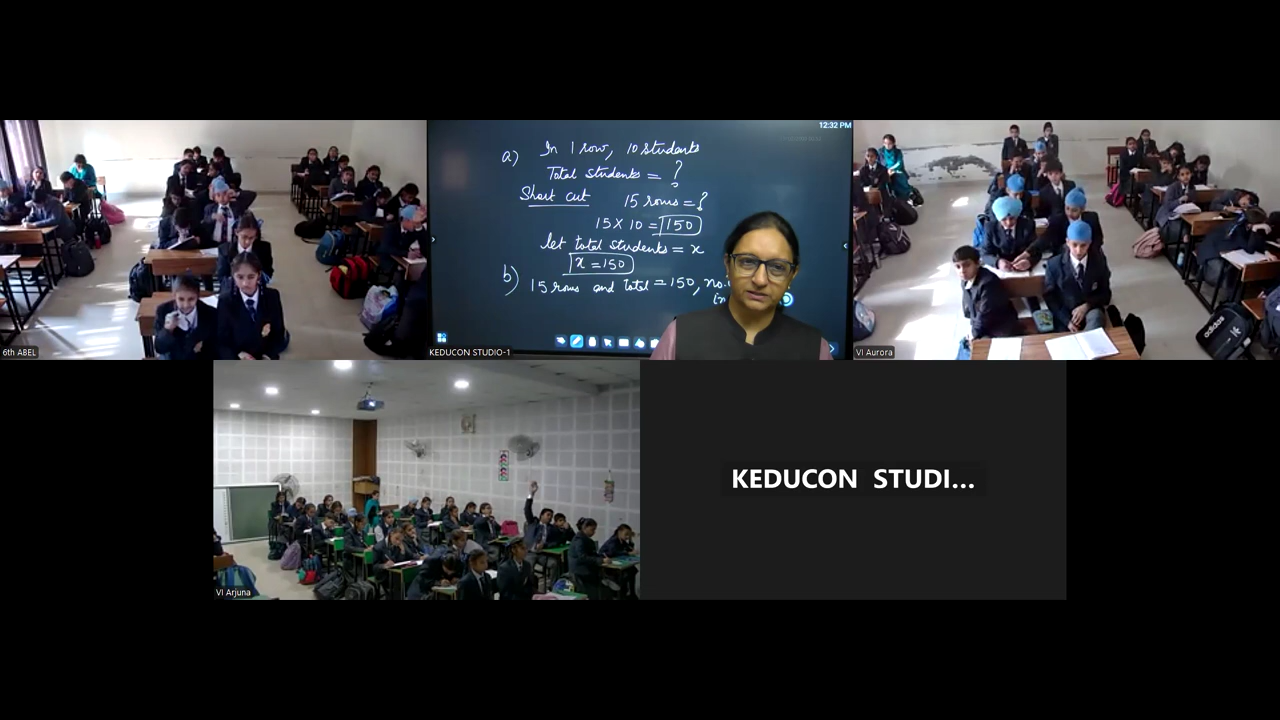 12:32 PM
a) In 1 row, 10 students
Total students = ?
Short cut 15 rows = ?
15 x 10 = 150
let total students = x
x = 150
b) 15 rows and total = 150, no.
(in
6th ABEL
KEDUCON STUDIO-1
VI Aurora
adidas
VI Arjuna
KEDUCON STUDI...